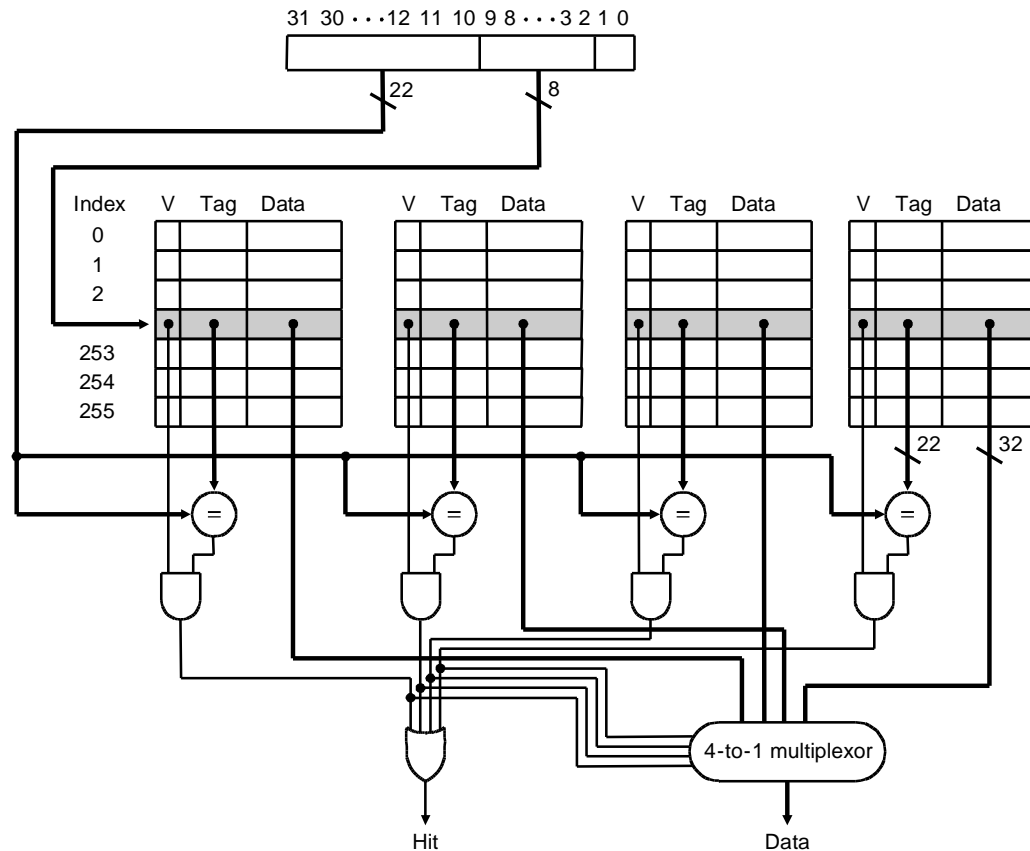 31 30 ··· 12 11 10 9 8 ··· 3 2 1 0
22
8
Index V Tag Data V Tag Data V Tag Data V Tag Data
0
1
2
253
254
255
22
32
= = = =
4-to-1 multiplexor
Hit
Data